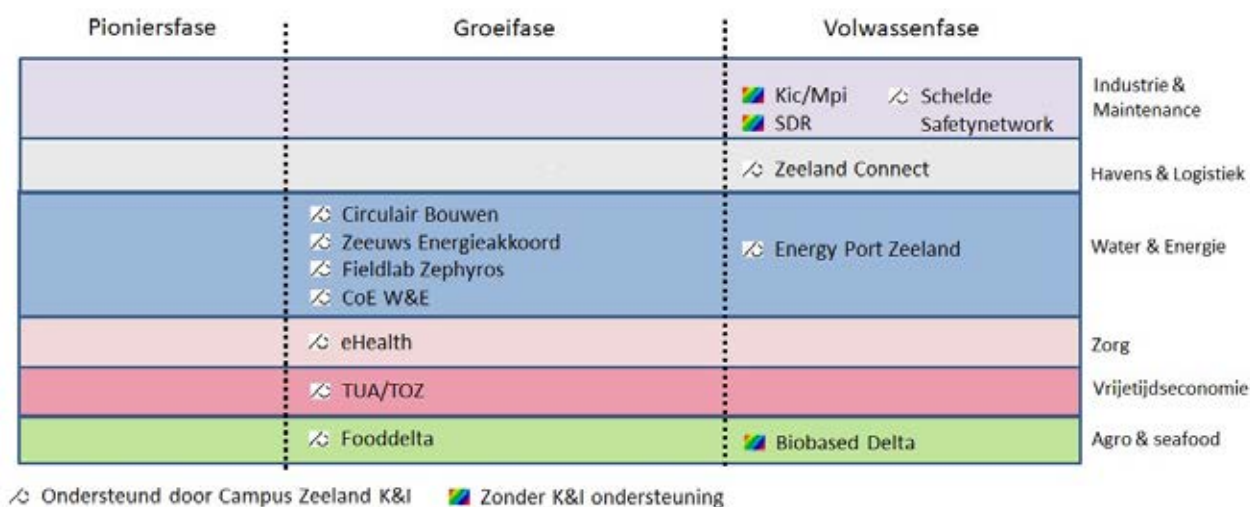 Pioniersfase Groeifase Volwassenfase
Kic/Mpi Schelde
SDR Safetynetwork
Industrie &
Maintenance
Zeeland Connect
Havens & Logistiek
Circulair Bouwen
Zeeuws Energieakkoord
Fieldlab Zephyros
CoE W&E
Energy Port Zeeland
Water & Energie
eHealth
Zorg
TUA/TOZ
Vrijetijdseconomie
Fooddelta
Biobased Delta
Agro & seafood
Ondersteund door Campus Zeeland K&I Zonder K&I ondersteuning